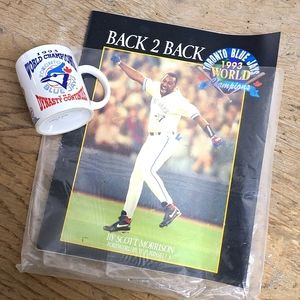 BACK 2 BACK
TORONTO BLUE JAYS
1993
WORLD
Champions
BY SCOTT MORRISON
1993
WORLD CHAMPIONS
BLUE JAYS
DYNASTY CONTINUES